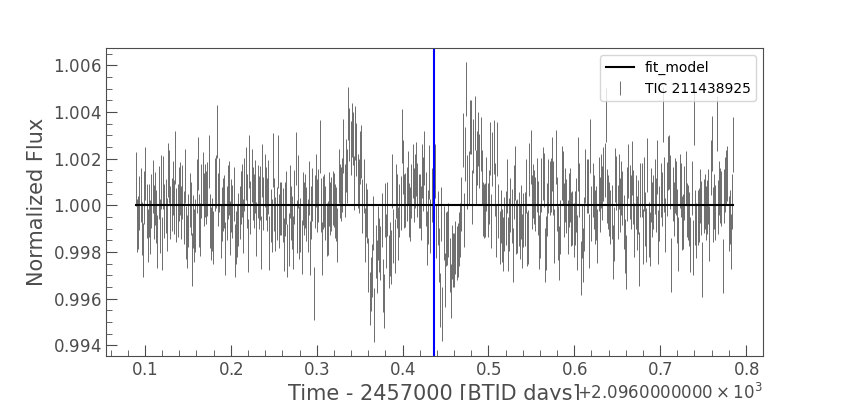 fit_model
TIC 211438925
Normalized Flux
1.006
1.004
1.002
1.000
0.998
0.996
0.994
0.1 0.2 0.3 0.4 0.5 0.6 0.7 0.8
Time - 2457000 [BTJD days]
+2.0960000000 × 10³